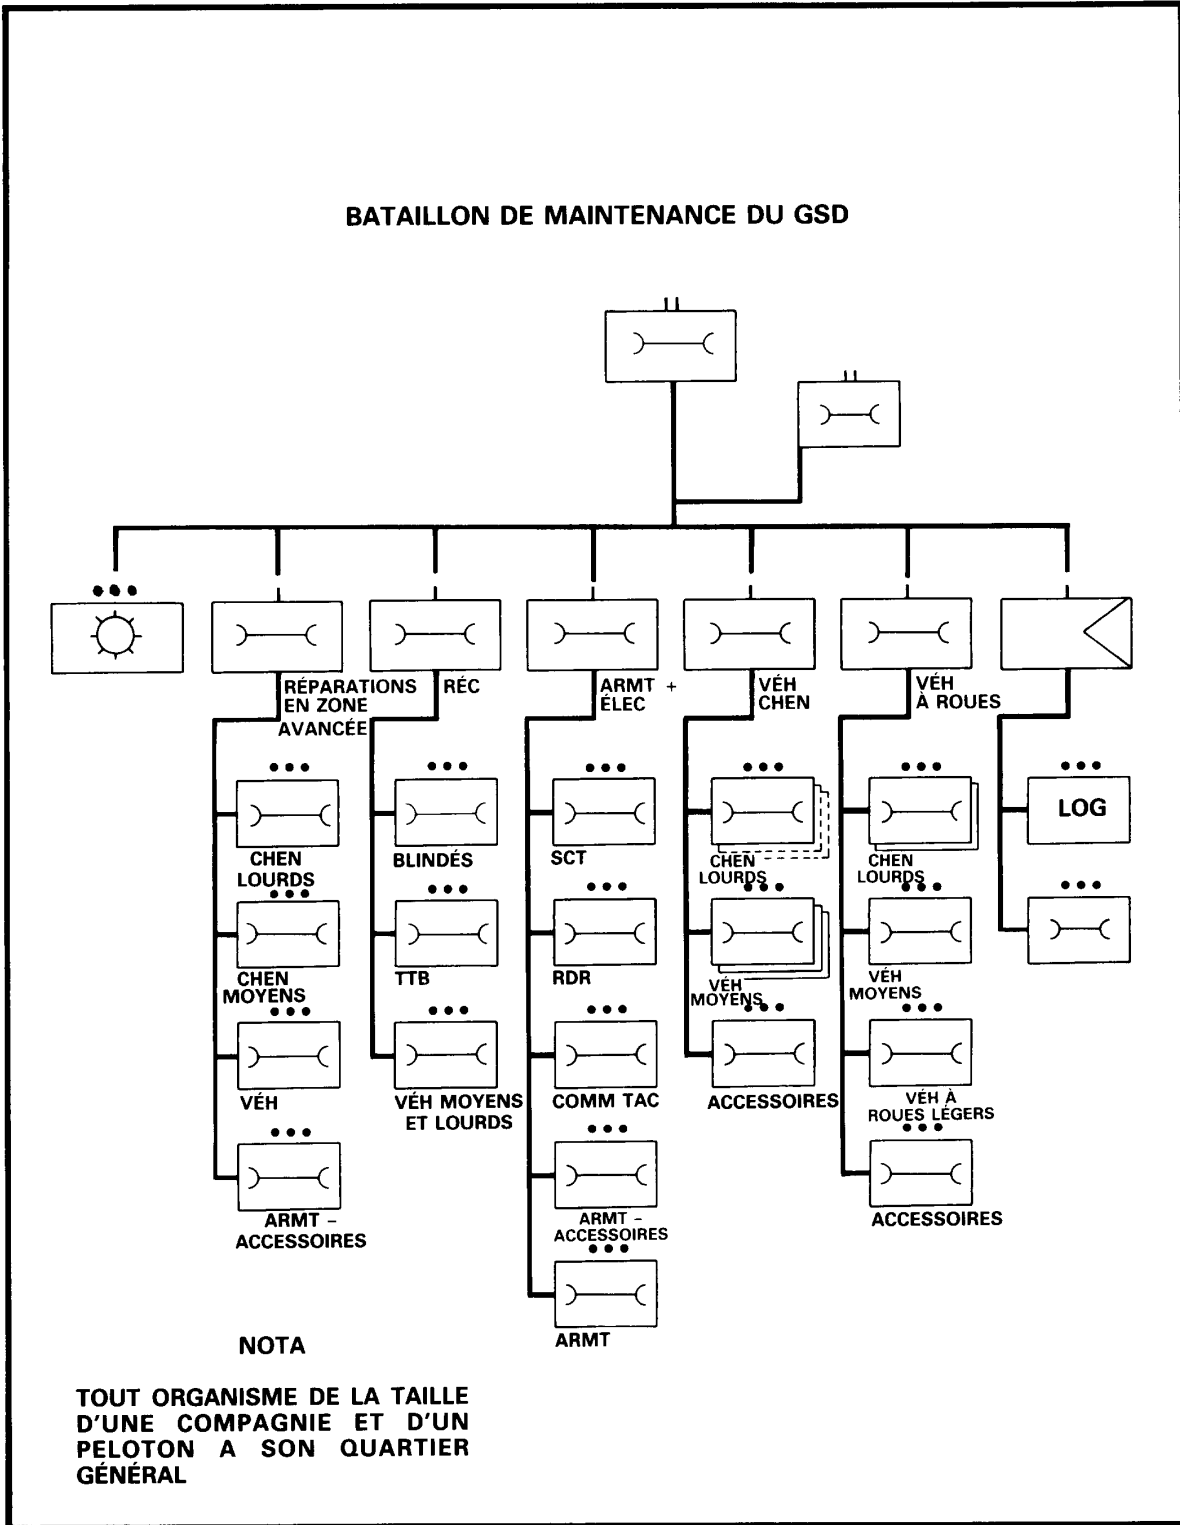 BATAILLON DE MAINTENANCE DU GSD
RÉPARATIONS
EN ZONE
AVANCÉE
RÉC
ARMT +
ÉLEC
VÉH
CHEN
VÉH
À ROUES
CHEN
LOURDS
BLINDÉS
SCT
CHEN
LOURDS
CHEN
LOURDS
LOG
CHEN
MOYENS
TTB
RDR
VÉH
MOYENS
VÉH
MOYENS
VÉH
VÉH MOYENS
ET LOURDS
COMM TAC
ACCESSOIRES
VÉH À
ROUES LÉGERS
ARMT –
ACCESSOIRES
ARMT –
ACCESSOIRES
ACCESSOIRES
ARMT
NOTA
TOUT ORGANISME DE LA TAILLE
D'UNE COMPAGNIE ET D'UN
PELOTON A SON QUARTIER
GÉNÉRAL